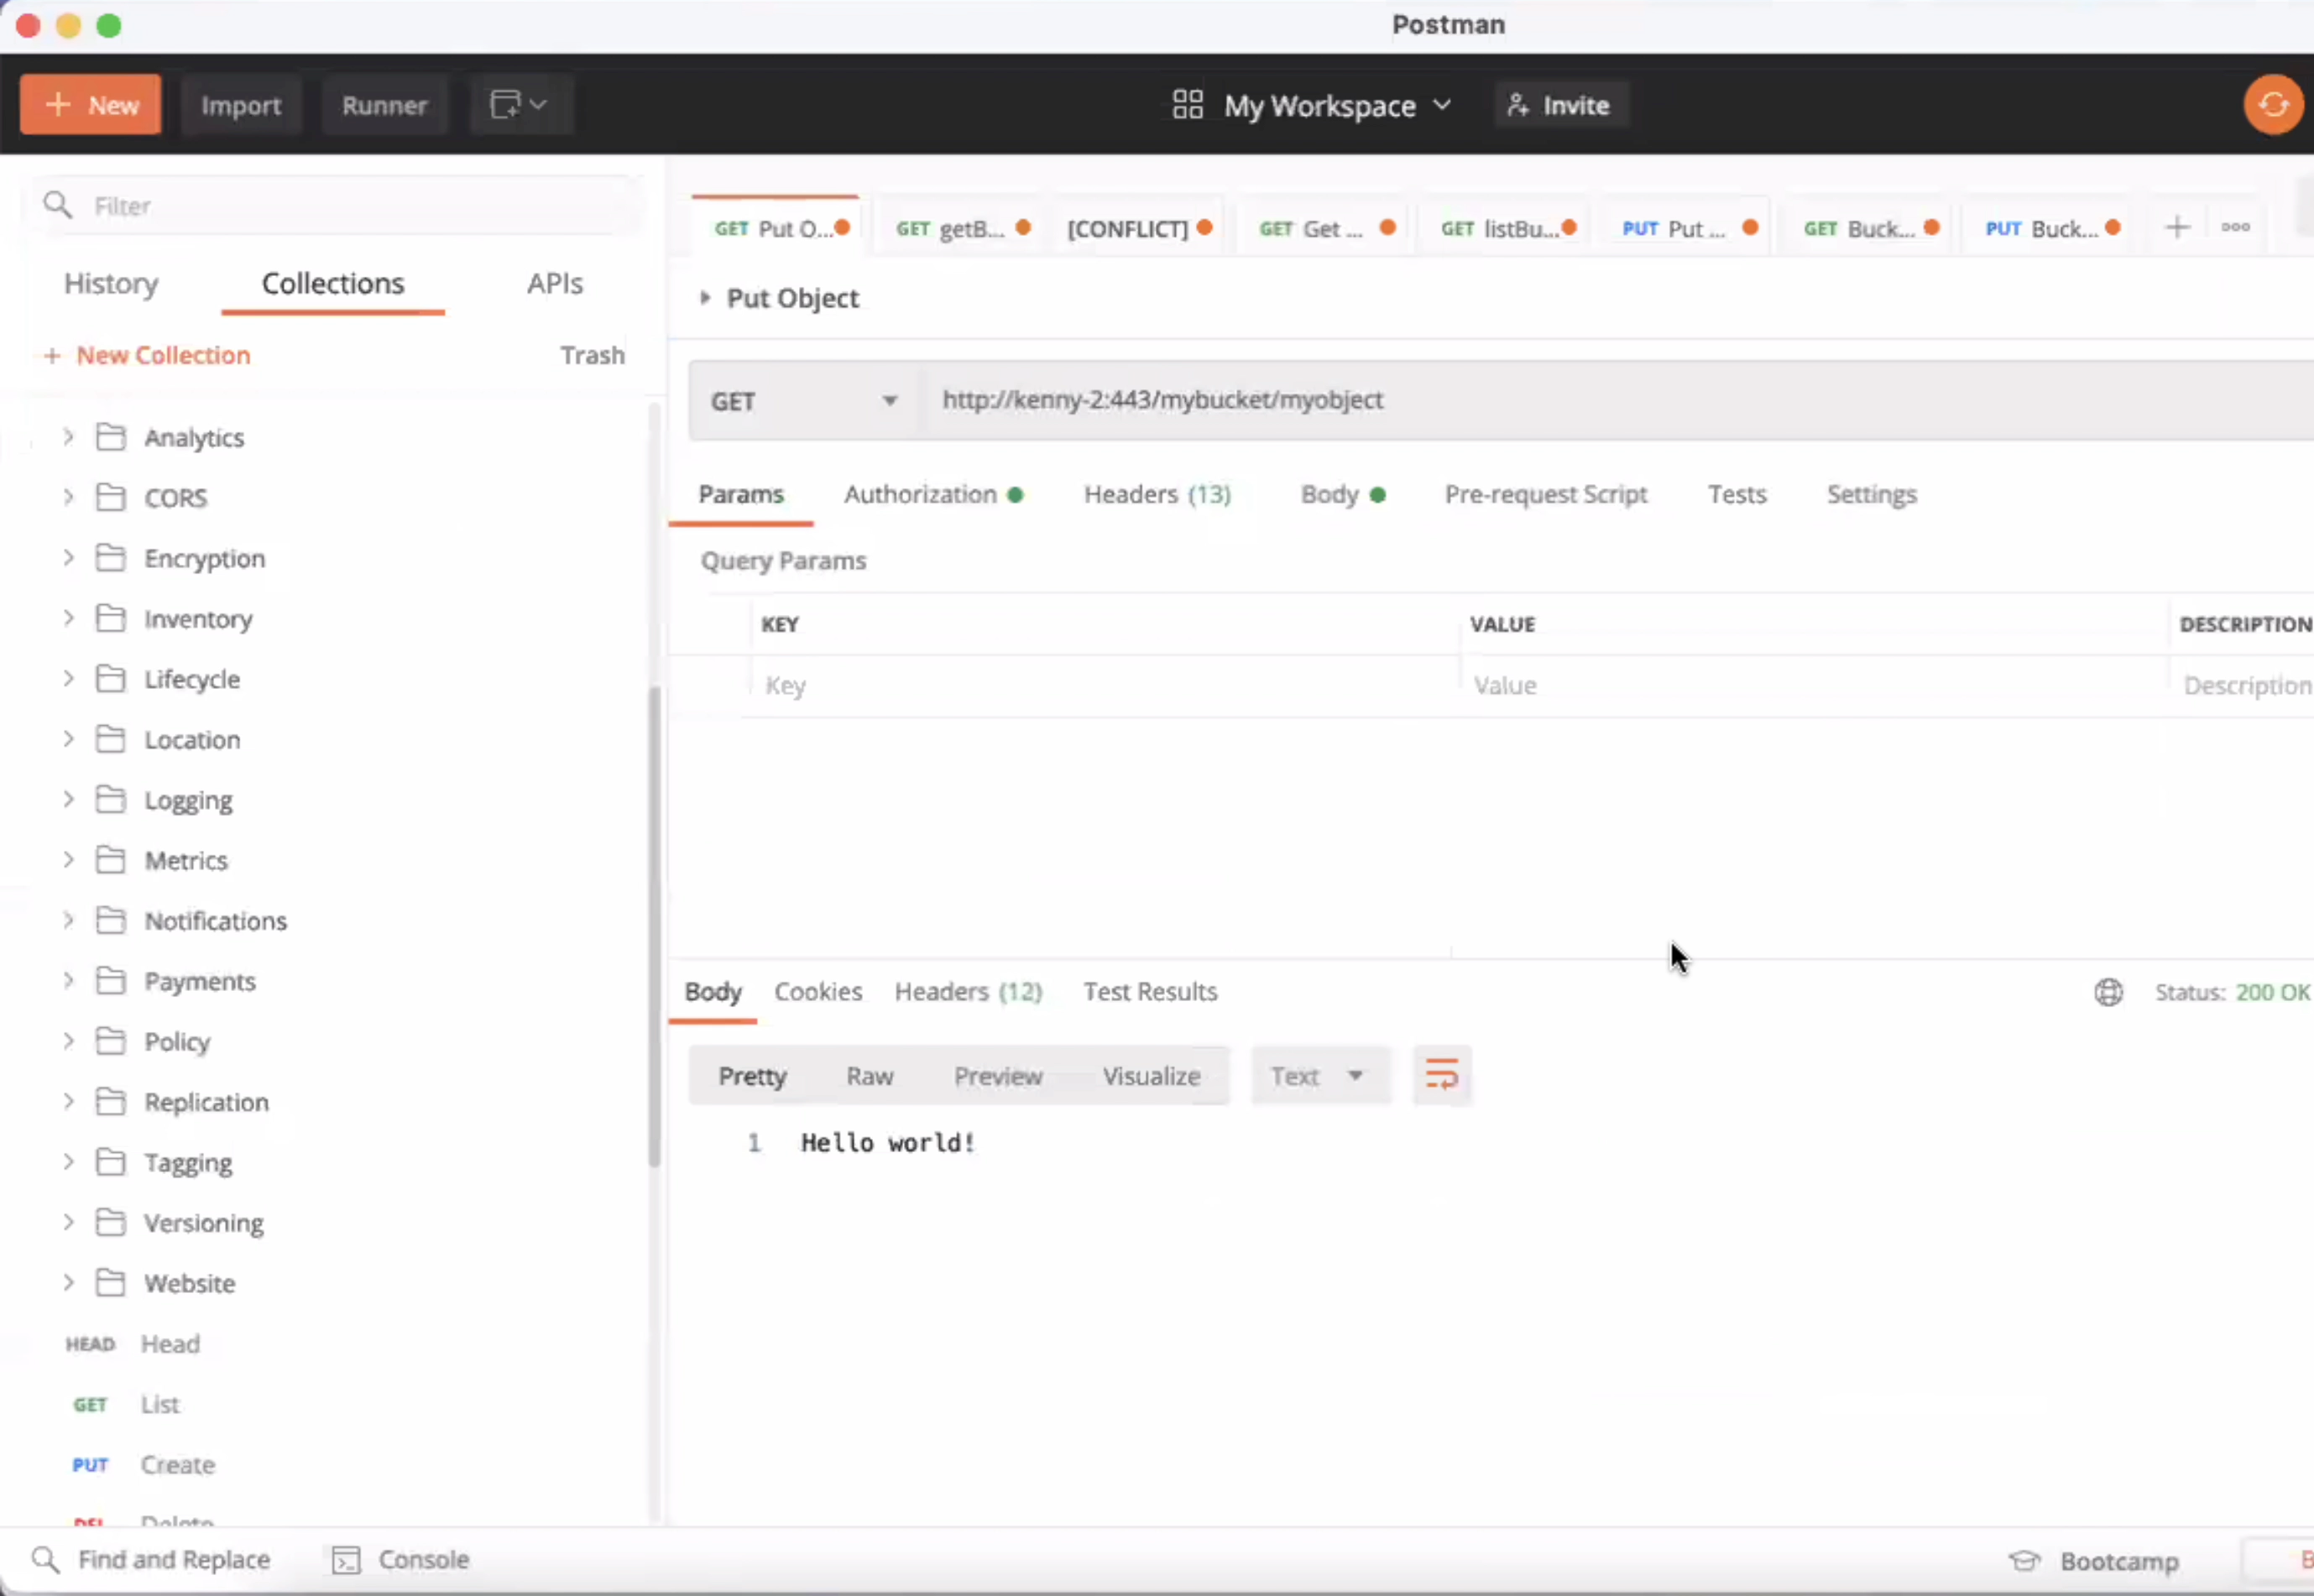 Postman
+ New Import Runner
My Workspace Invite
Filter
History Collections APIs
+ New Collection Trash
Analytics
CORS
Encryption
Inventory
Lifecycle
Location
Logging
Metrics
Notifications
Payments
Policy
Replication
Tagging
Versioning
Website
HEAD Head
GET List
PUT Create
DEL Delete
GET Put O... GET getB... [CONFLICT] GET Get ... GET listBu... PUT Put ... GET Buck... PUT Buck... +
Put Object
GET http://kenny-2:443/mybucket/myobject
Params Authorization Headers (13) Body Pre-request Script Tests Settings
Query Params
KEY VALUE DESCRIPTION
Key Value Description
Body Cookies Headers (12) Test Results Status: 200 OK
Pretty Raw Preview Visualize Text
1 Hello world!
Find and Replace Console Bootcamp